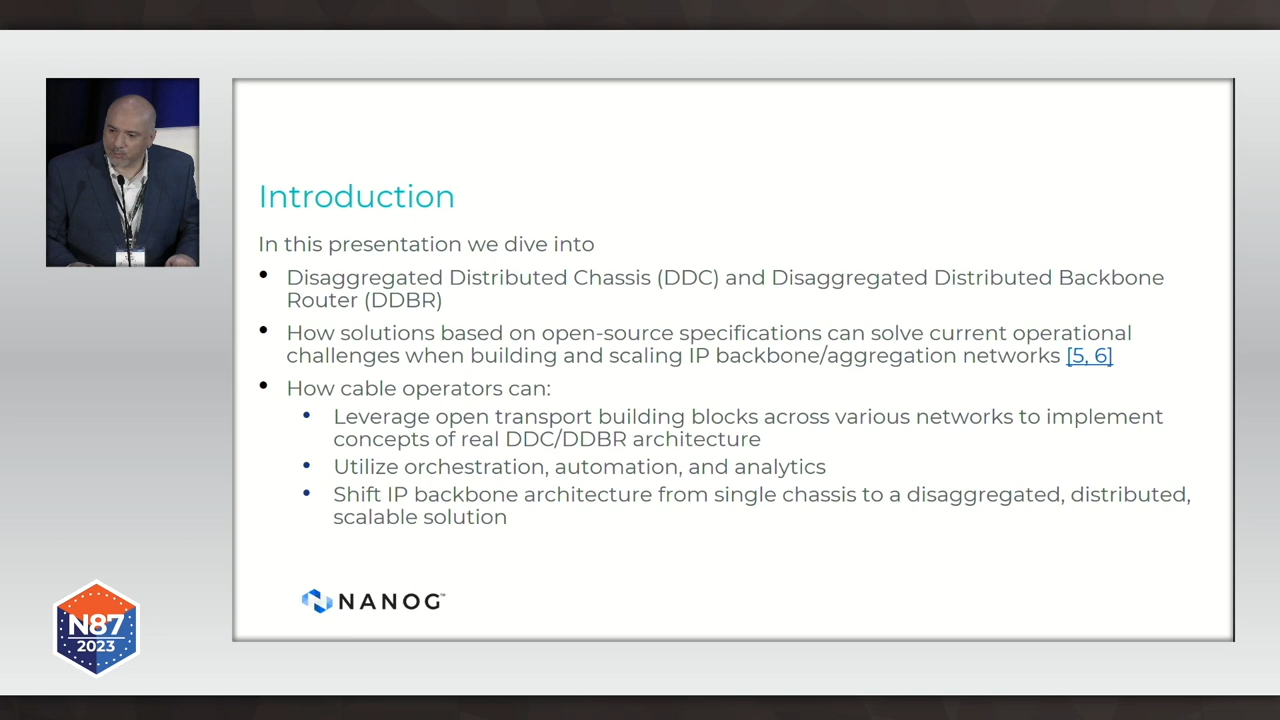 Introduction
In this presentation we dive into
• Disaggregated Distributed Chassis (DDC) and Disaggregated Distributed Backbone
Router (DDBR)
• How solutions based on open-source specifications can solve current operational
challenges when building and scaling IP backbone/aggregation networks [5, 6]
• How cable operators can:
• Leverage open transport building blocks across various networks to implement
concepts of real DDC/DDBR architecture
• Utilize orchestration, automation, and analytics
• Shift IP backbone architecture from single chassis to a disaggregated, distributed,
scalable solution
NANOG™
N87
2023